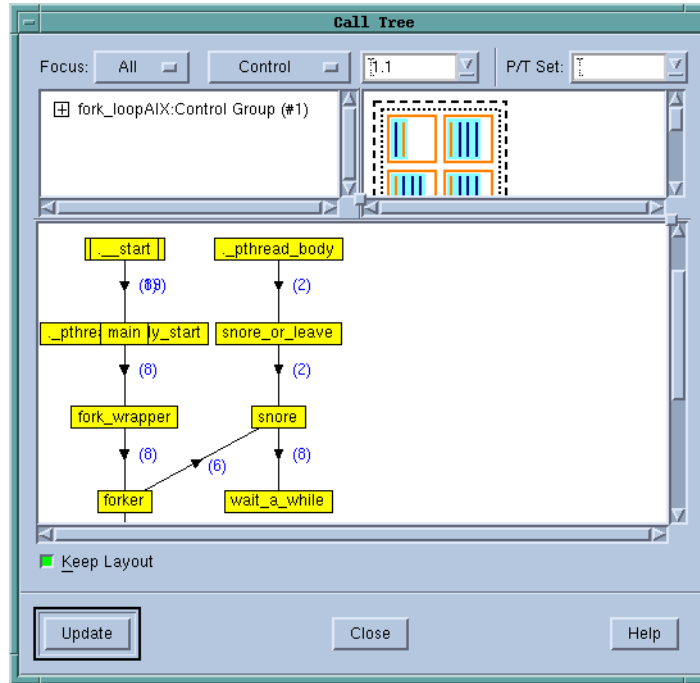 Call Tree
Focus: All Control 1.1 P/T Set:
fork_loopAIX:Control Group (#1)
.__start ._pthread_body
(2)
main ly_start snore_or_leave
(8) (2)
fork_wrapper snore
(8) (6) (8)
forker wait_a_while
Keep Layout
Update Close Help